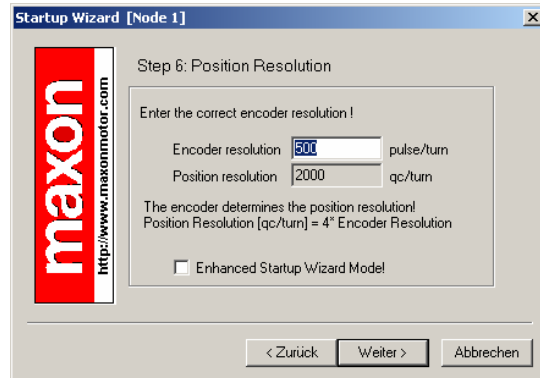 Startup Wizard [Node 1]
maxon
http://www.maxonmotor.com
Step 6: Position Resolution
Enter the correct encoder resolution !
Encoder resolution 500 pulse/turn
Position resolution 2000 qc/turn
The encoder determines the position resolution!
Position Resolution [qc/turn] = 4* Encoder Resolution
Enhanced Startup Wizard Mode!
< Zurück Weiter > Abbrechen